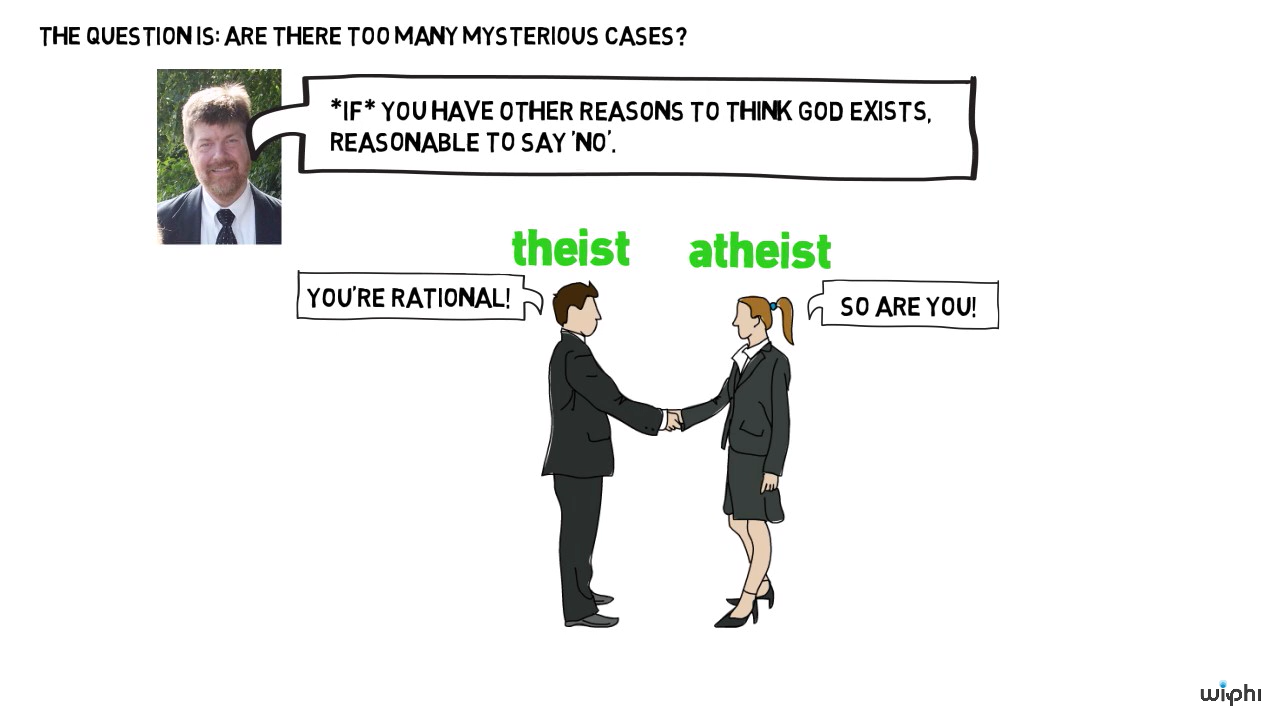 THE QUESTION IS: ARE THERE TOO MANY MYSTERIOUS CASES?
*IF* YOU HAVE OTHER REASONS TO THINK GOD EXISTS,
REASONABLE TO SAY 'NO'.
theist atheist
YOU'RE RATIONAL!
SO ARE YOU!
wiphi